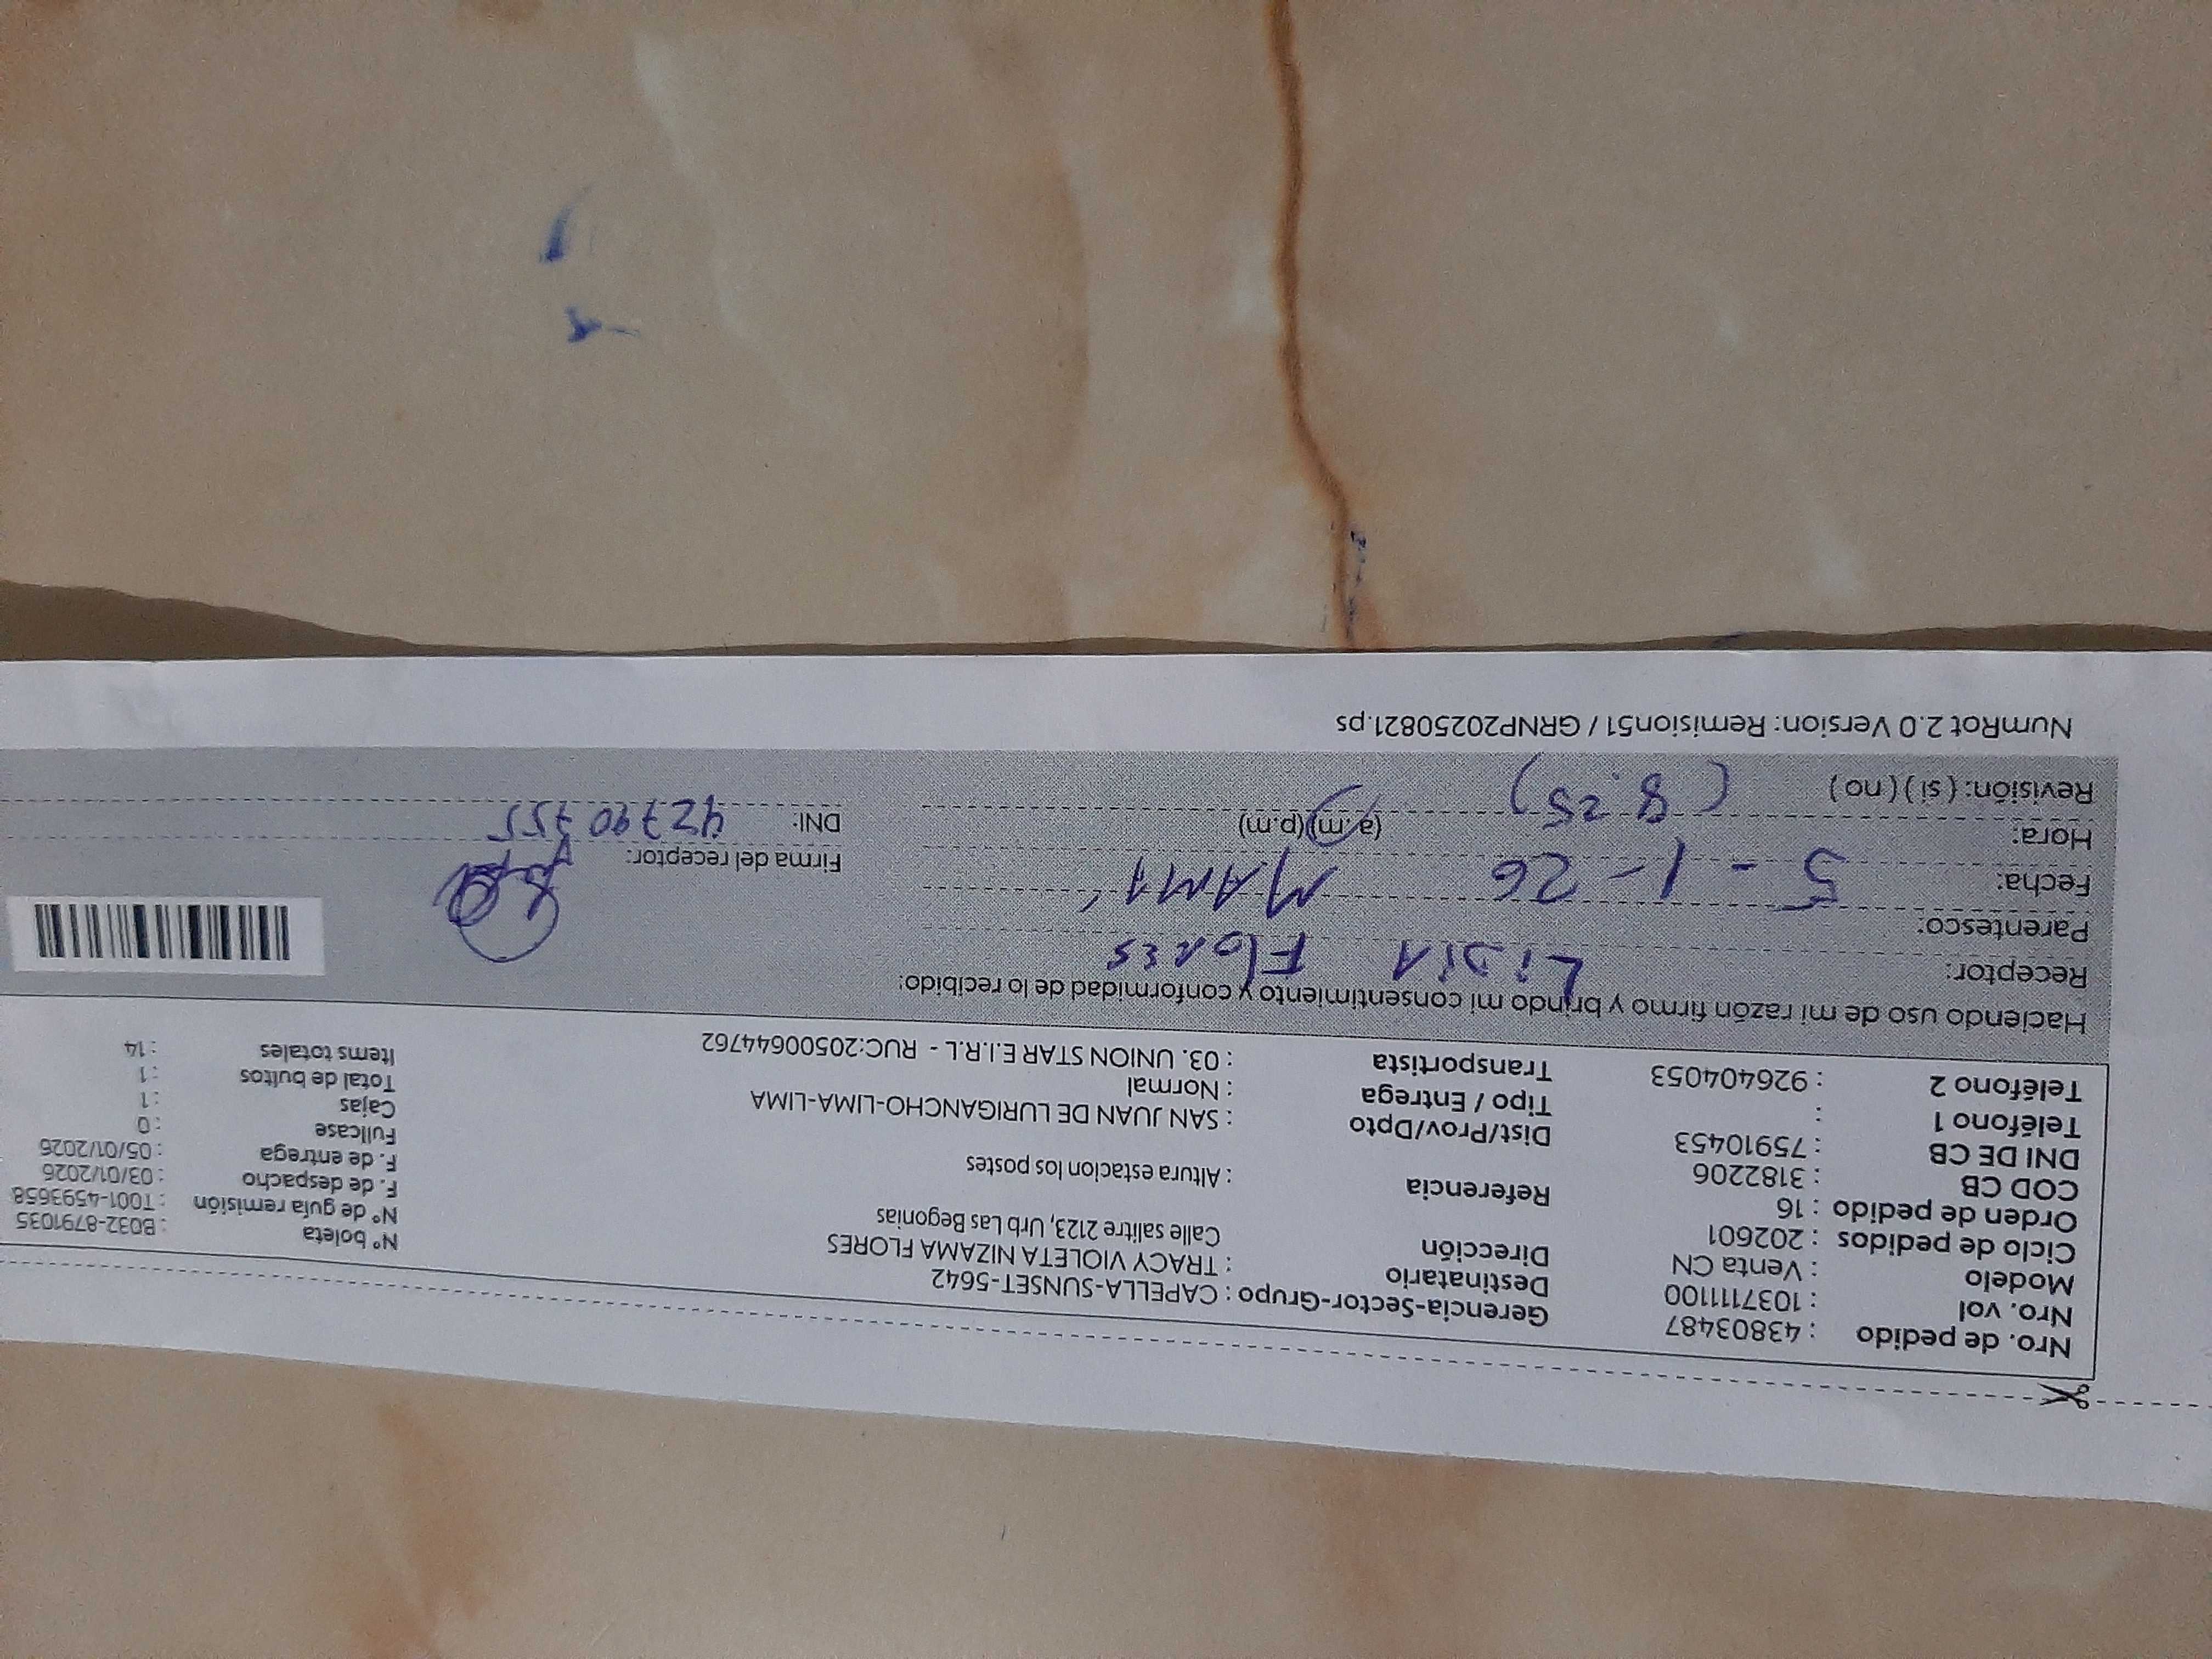 Nro. de pedido : 43803487
Nro. vol : 1037111100
Modelo : Venta CN
Ciclo de pedidos : 202601
Orden de pedido : 16
COD CB : 3182206
DNI DE CB : 75910453
Teléfono 1 :
Teléfono 2 : 926404053
Gerencia-Sector-Grupo : CAPELLA-SUNSET-5642
Destinatario : TRACY VIOLETA NIZAMA FLORES
Dirección Calle salitre 2123, Urb Las Begonias
Referencia : Altura estacion los postes
Dist/Prov/Dpto : SAN JUAN DE LURIGANCHO-LIMA-LIMA
Tipo / Entrega : Normal
Transportista : 03. UNION STAR E.I.R.L - RUC:20500644762
N° boleta : B032-8791035
N° de guía remisión : T001-4593658
F. de despacho : 03/01/2026
F. de entrega : 05/01/2026
Fullcase : 0
Cajas : 1
Total de bultos : 1
Items totales : 14
Haciendo uso de mi razón firmo y brindo mi consentimiento y conformidad de lo recibido:
Receptor: LiDIA FloRES
Parentesco: MAMÁ
Fecha: 5 - 1 - 26
Hora: (8:25) (a.m)(p.m)
Revisión: ( si ) ( no )
Firma del receptor:
DNI: 42790755
NumRot 2.0 Version: Remision51 / GRNP20250821.ps